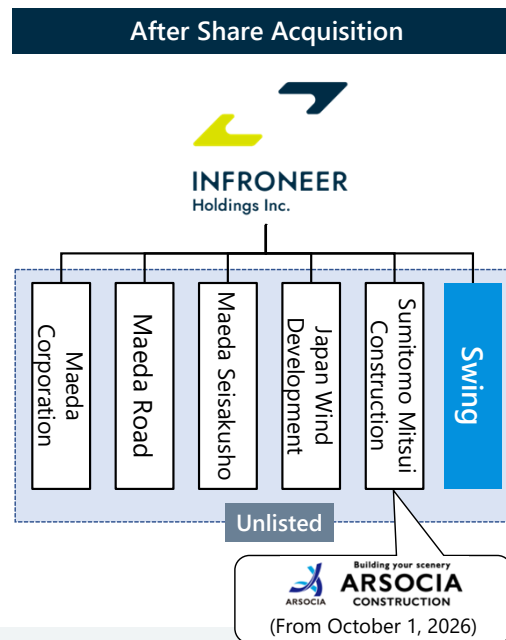 After Share Acquisition
INFRONEER
Holdings Inc.
Maeda
Corporation
Maeda Road
Maeda Seisakusho
Japan Wind
Development
Sumitomo Mitsui
Construction
Swing
Unlisted
Building your scenery
ARSOCIA
ARSOCIA
CONSTRUCTION
(From October 1, 2026)